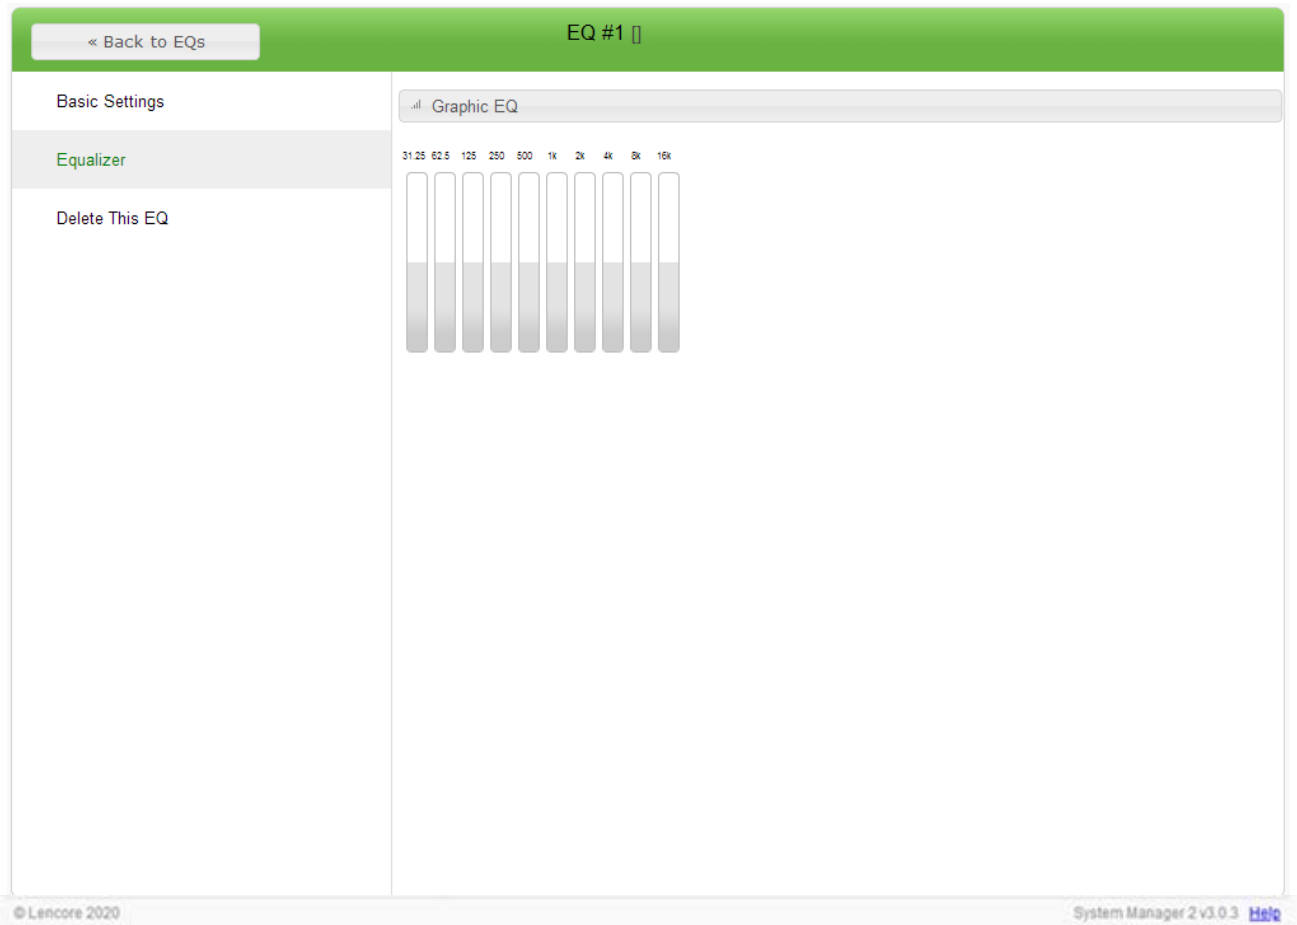 « Back to EQs
EQ #1 []
Basic Settings
Equalizer
Delete This EQ
Graphic EQ
31.25 62.5 125 250 500 1k 2k 4k 8k 16k
© Lencore 2020
System Manager 2 v3.0.3 Help